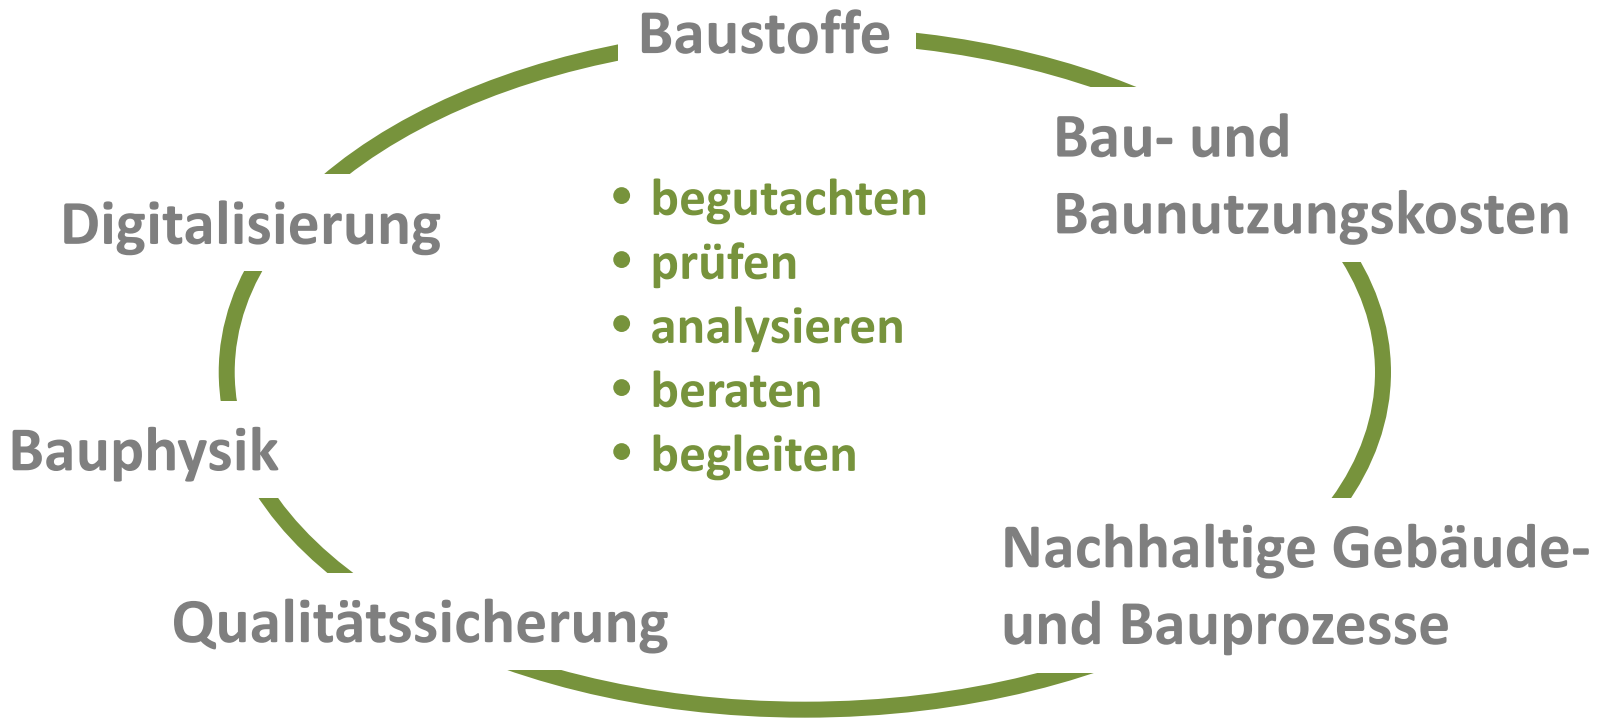 Baustoffe
Bau- und
Baunutzungskosten
Digitalisierung
• begutachten
• prüfen
• analysieren
• beraten
• begleiten
Bauphysik
Nachhaltige Gebäude-
und Bauprozesse
Qualitätssicherung